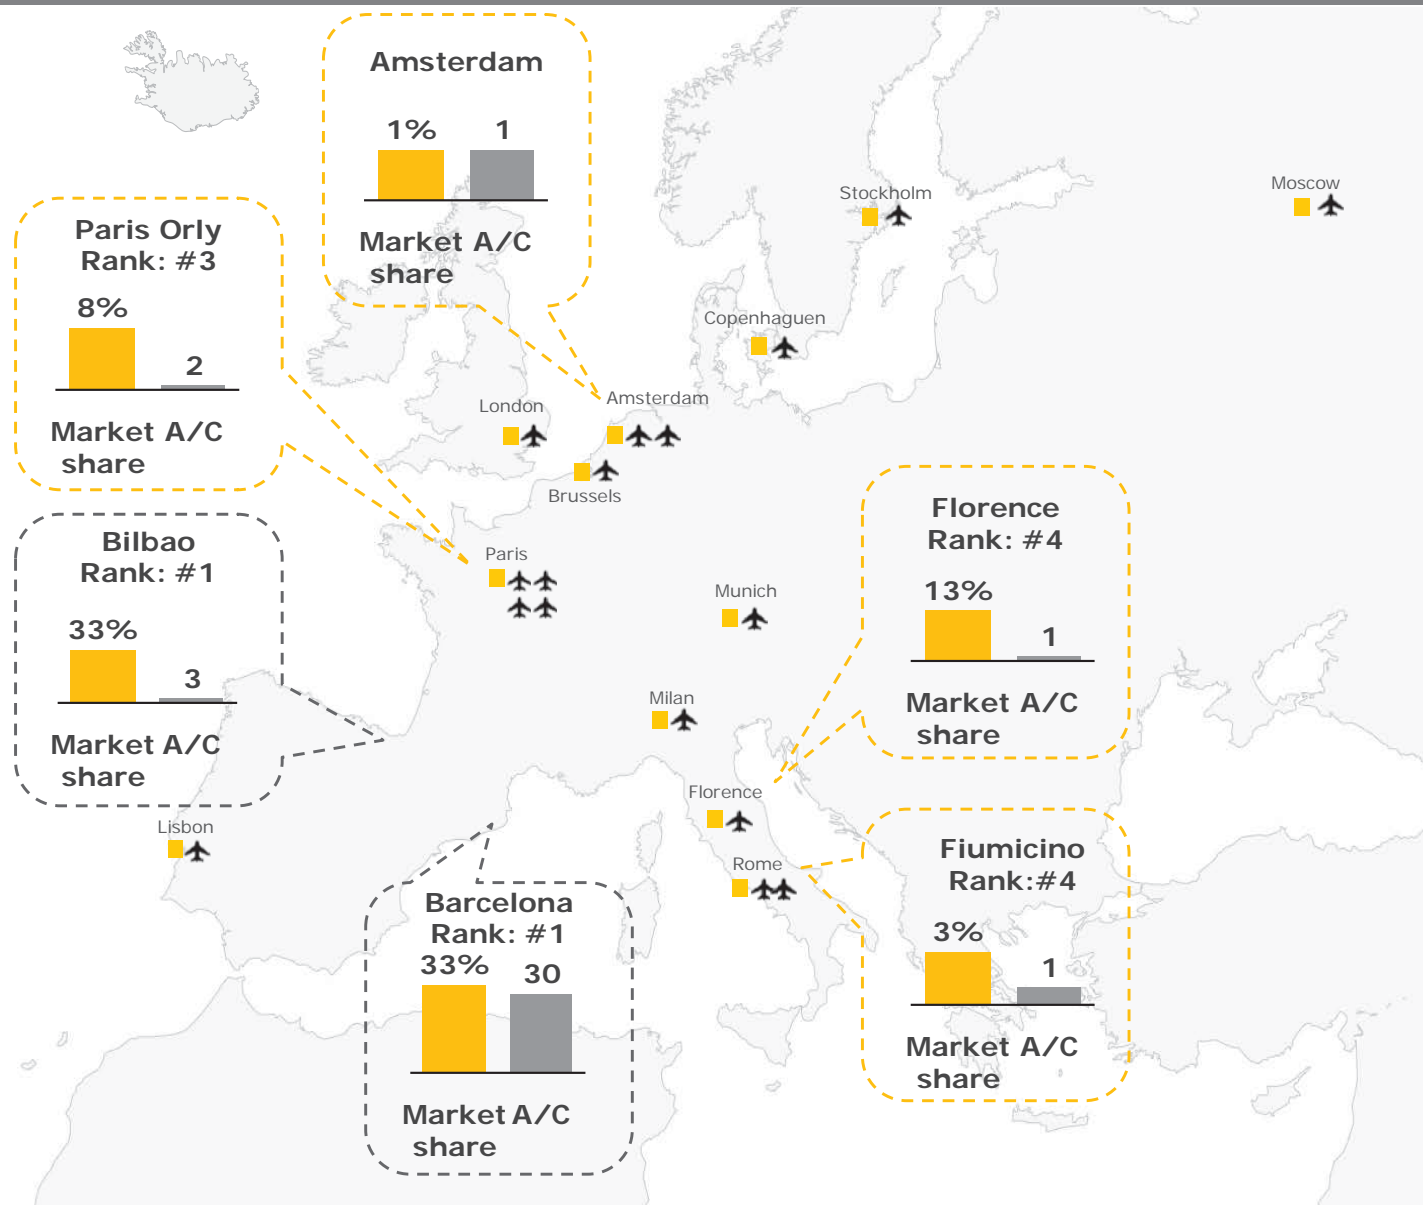 Amsterdam
1% 1
Market A/C
share
Paris Orly
Rank: #3
8%
2
Market A/C
share
Bilbao
Rank: #1
33%
3
Market A/C
share
Barcelona
Rank: #1
33% 30
Market A/C
share
Florence
Rank: #4
13%
1
Market A/C
share
Fiumicino
Rank:#4
3%
1
Market A/C
share
Stockholm
Moscow
Copenhaguen
London
Amsterdam
Brussels
Paris
Munich
Milan
Florence
Rome
Lisbon